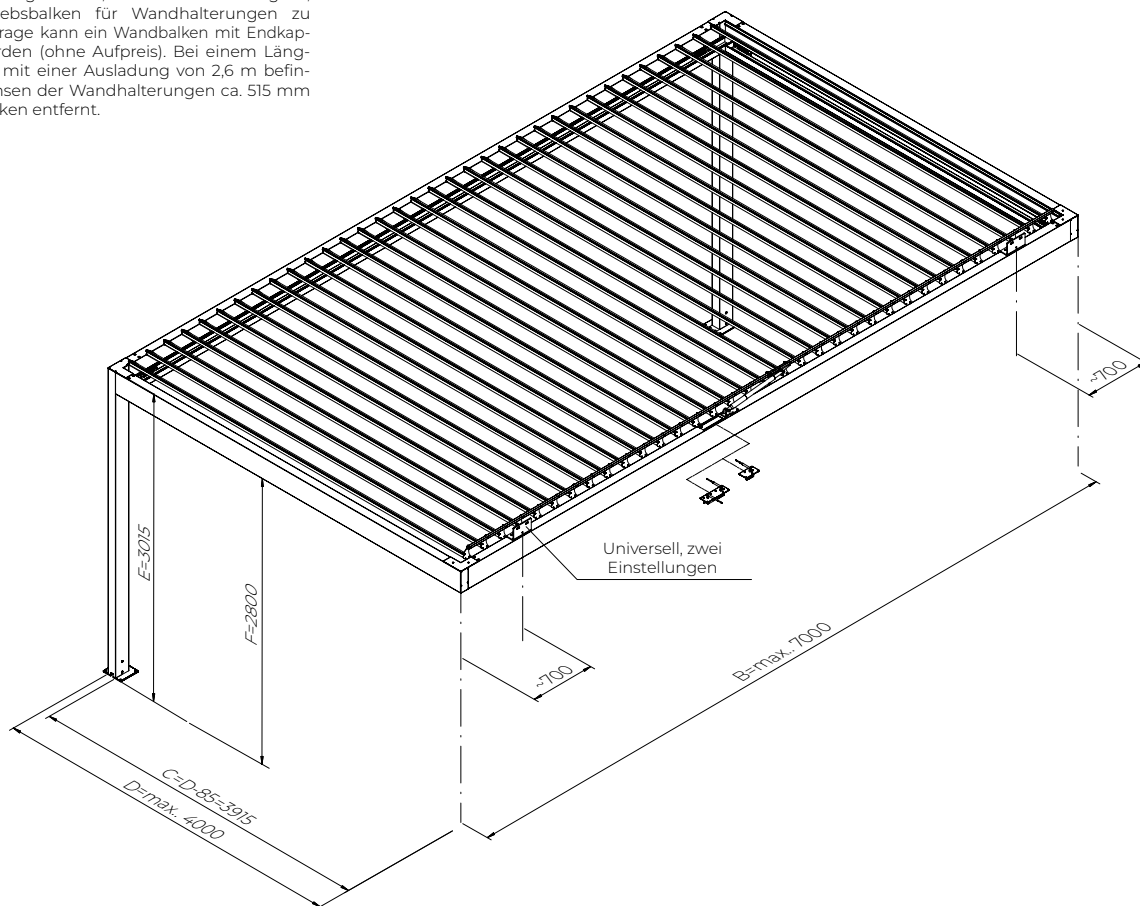 ebsbalken für Wandhalterungen zu
rage kann ein Wandbalken mit Endkap-
rden (ohne Aufpreis). Bei einem Läng-
mit einer Ausladung von 2,6 m befin-
nsen der Wandhalterungen ca. 515 mm
ken entfernt.
~700
E=3015
F=2800
Universell, zwei
Einstellungen
~700
B=max.. 7000
C=D-85=3915
D=max.. 4000